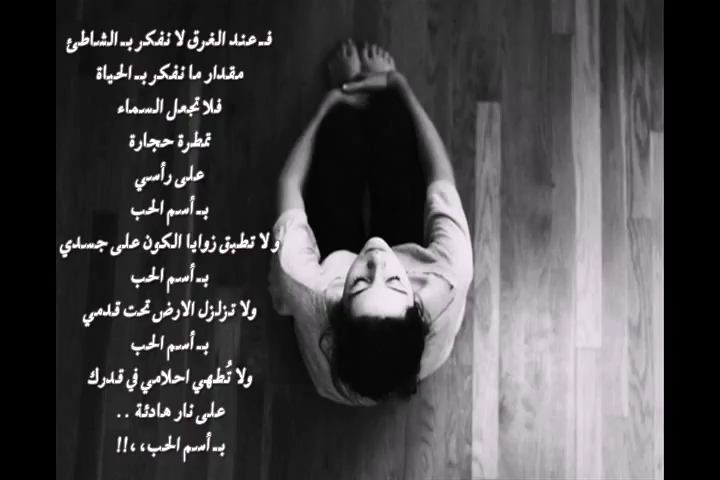 فـ عند الغرق لا نفكر بـ الشاطئ
مقدار ما نفكر بـ الحياة
فلا تجعل السماء
تمطرة حجارة
على رأسي
بـ أسم الحب
ولا تطبق زوايا الكون على جسدي
بـ أسم الحب
ولا تزلزل الارض تحت قدمي
بـ أسم الحب
ولا تُطهي احلامي في قدرك
على نار هادئة . .
بـ أسم الحب،،!!